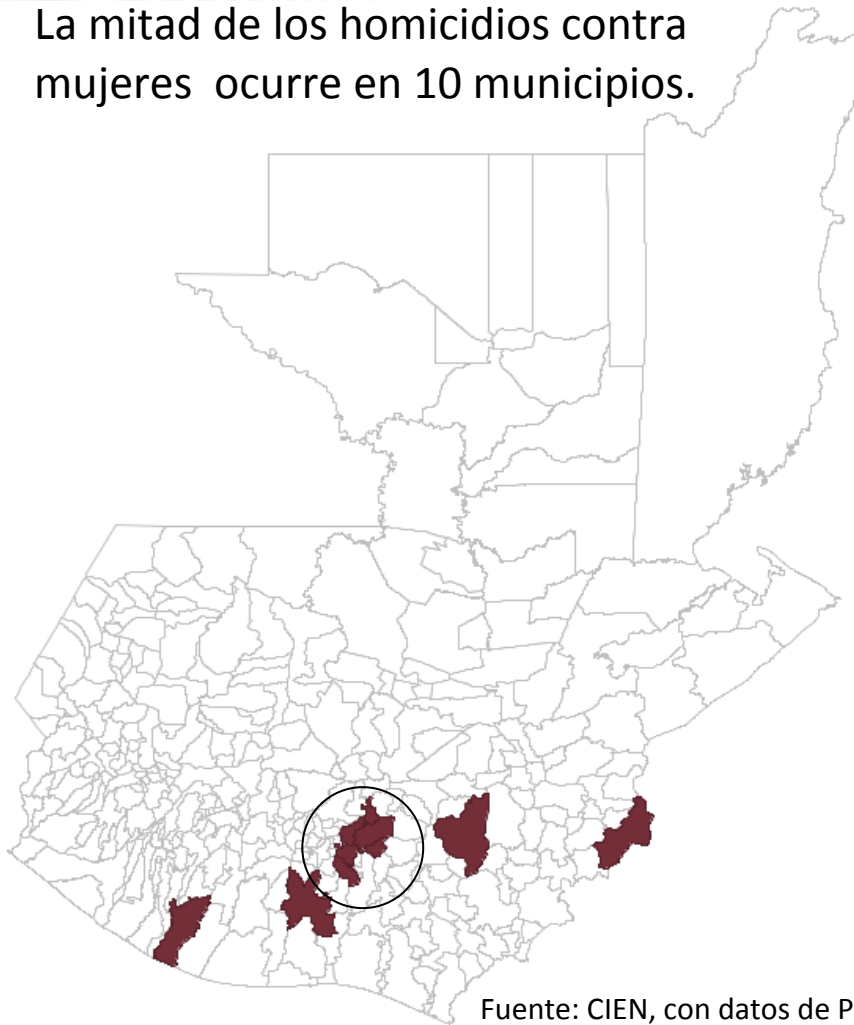 La mitad de los homicidios contra
mujeres ocurre en 10 municipios.
Fuente: CIEN, con datos de P